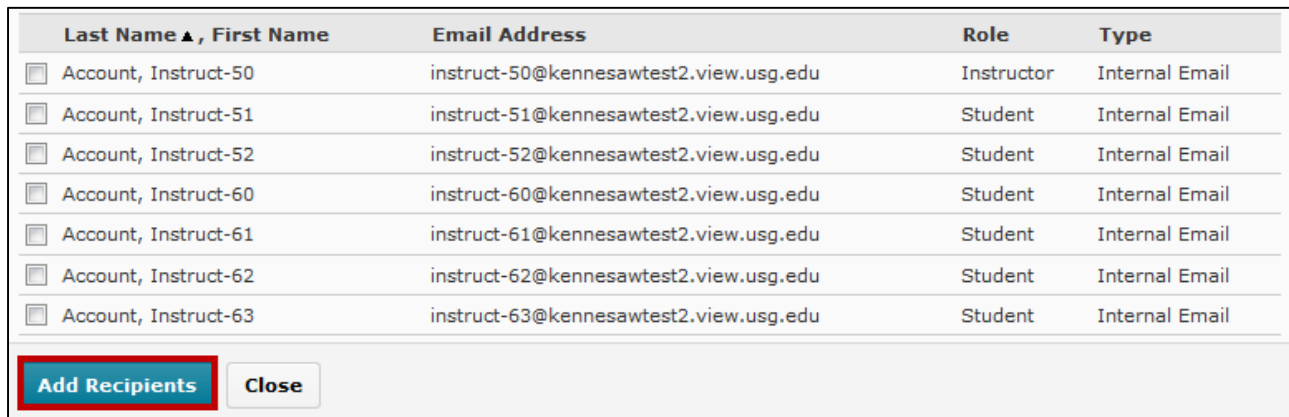 Last Name ▲, First Name Email Address Role Type
Account, Instruct-50 instruct-50@kennesawtest2.view.usg.edu Instructor Internal Email
Account, Instruct-51 instruct-51@kennesawtest2.view.usg.edu Student Internal Email
Account, Instruct-52 instruct-52@kennesawtest2.view.usg.edu Student Internal Email
Account, Instruct-60 instruct-60@kennesawtest2.view.usg.edu Student Internal Email
Account, Instruct-61 instruct-61@kennesawtest2.view.usg.edu Student Internal Email
Account, Instruct-62 instruct-62@kennesawtest2.view.usg.edu Student Internal Email
Account, Instruct-63 instruct-63@kennesawtest2.view.usg.edu Student Internal Email
Add Recipients Close